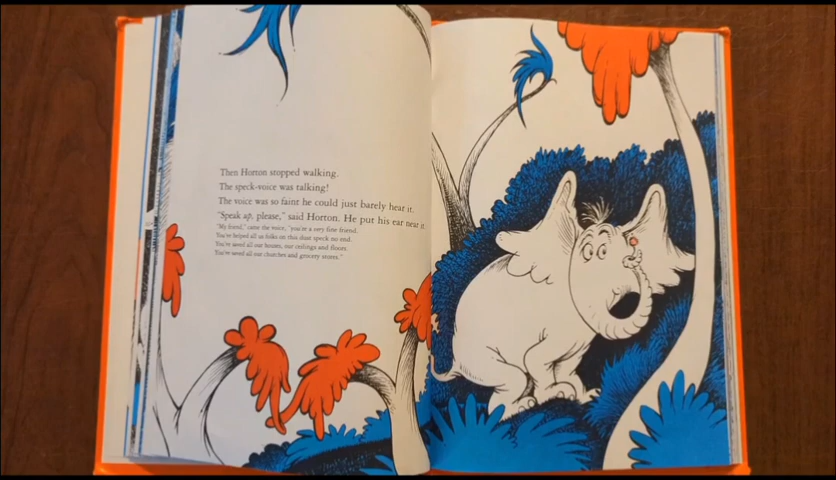 Then Horton stopped walking.
The speck-voice was talking!
The voice was so faint he could just barely hear it.
"Speak up, please," said Horton. He put his ear near it.
"My friend," came the voice, "you're a very fine friend.
You've helped all us folks on this dust speck no end.
You've saved all our houses, our ceilings and floors.
You've saved all our churches and grocery stores."